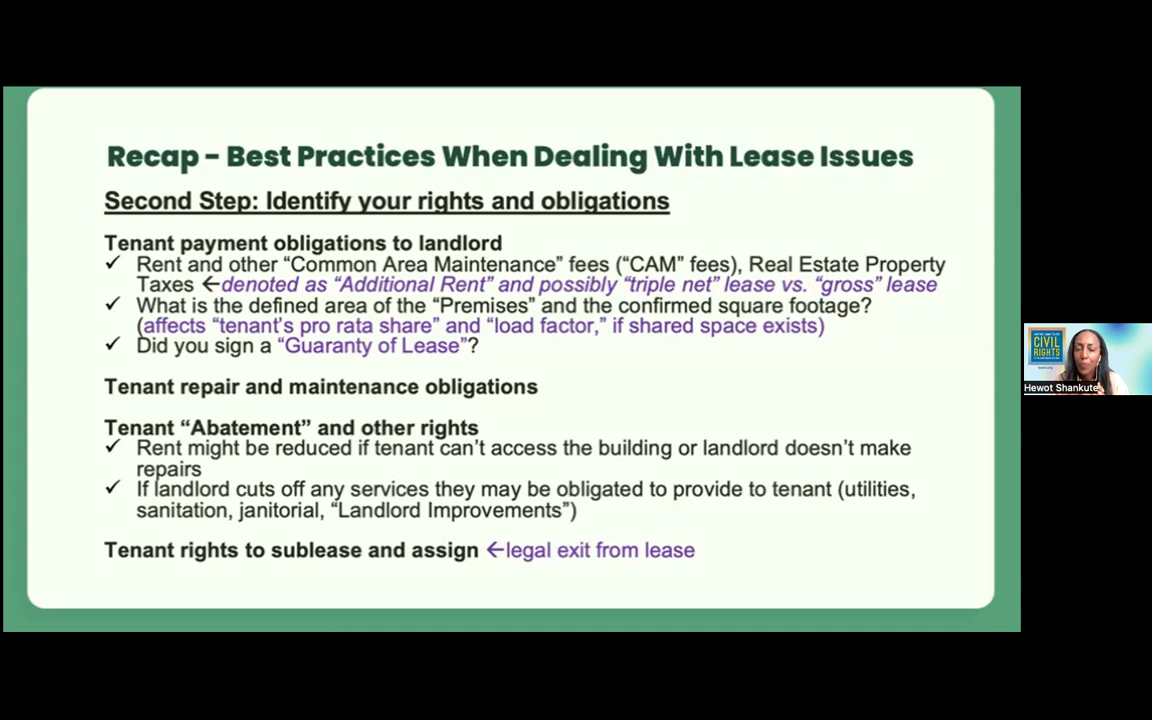 Recap – Best Practices When Dealing With Lease Issues
Second Step: Identify your rights and obligations
Tenant payment obligations to landlord
✓ Rent and other “Common Area Maintenance” fees (“CAM” fees), Real Estate Property
Taxes ←denoted as “Additional Rent” and possibly “triple net” lease vs. “gross” lease
✓ What is the defined area of the “Premises” and the confirmed square footage?
(affects “tenant’s pro rata share” and “load factor,” if shared space exists)
✓ Did you sign a “Guaranty of Lease”?
Tenant repair and maintenance obligations
Tenant “Abatement” and other rights
✓ Rent might be reduced if tenant can’t access the building or landlord doesn’t make
repairs
✓ If landlord cuts off any services they may be obligated to provide to tenant (utilities,
sanitation, janitorial, “Landlord Improvements”)
Tenant rights to sublease and assign ←legal exit from lease
CIVIL
RIGHTS
Hewot Shankute